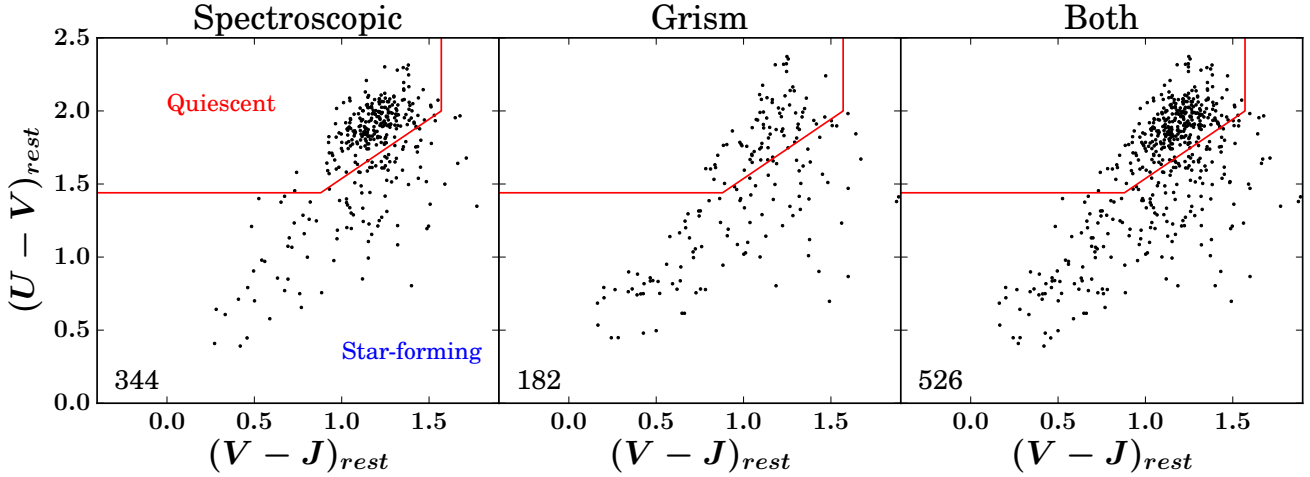 Spectroscopic Grism Both
2.5
Quiescent
2.0
1.5
1.0
0.5
Star-forming
344 182 526
0.0
0.0 0.5 1.0 1.5 0.0 0.5 1.0 1.5 0.0 0.5 1.0 1.5
(U − V)rest
(V − J)rest (V − J)rest (V − J)rest